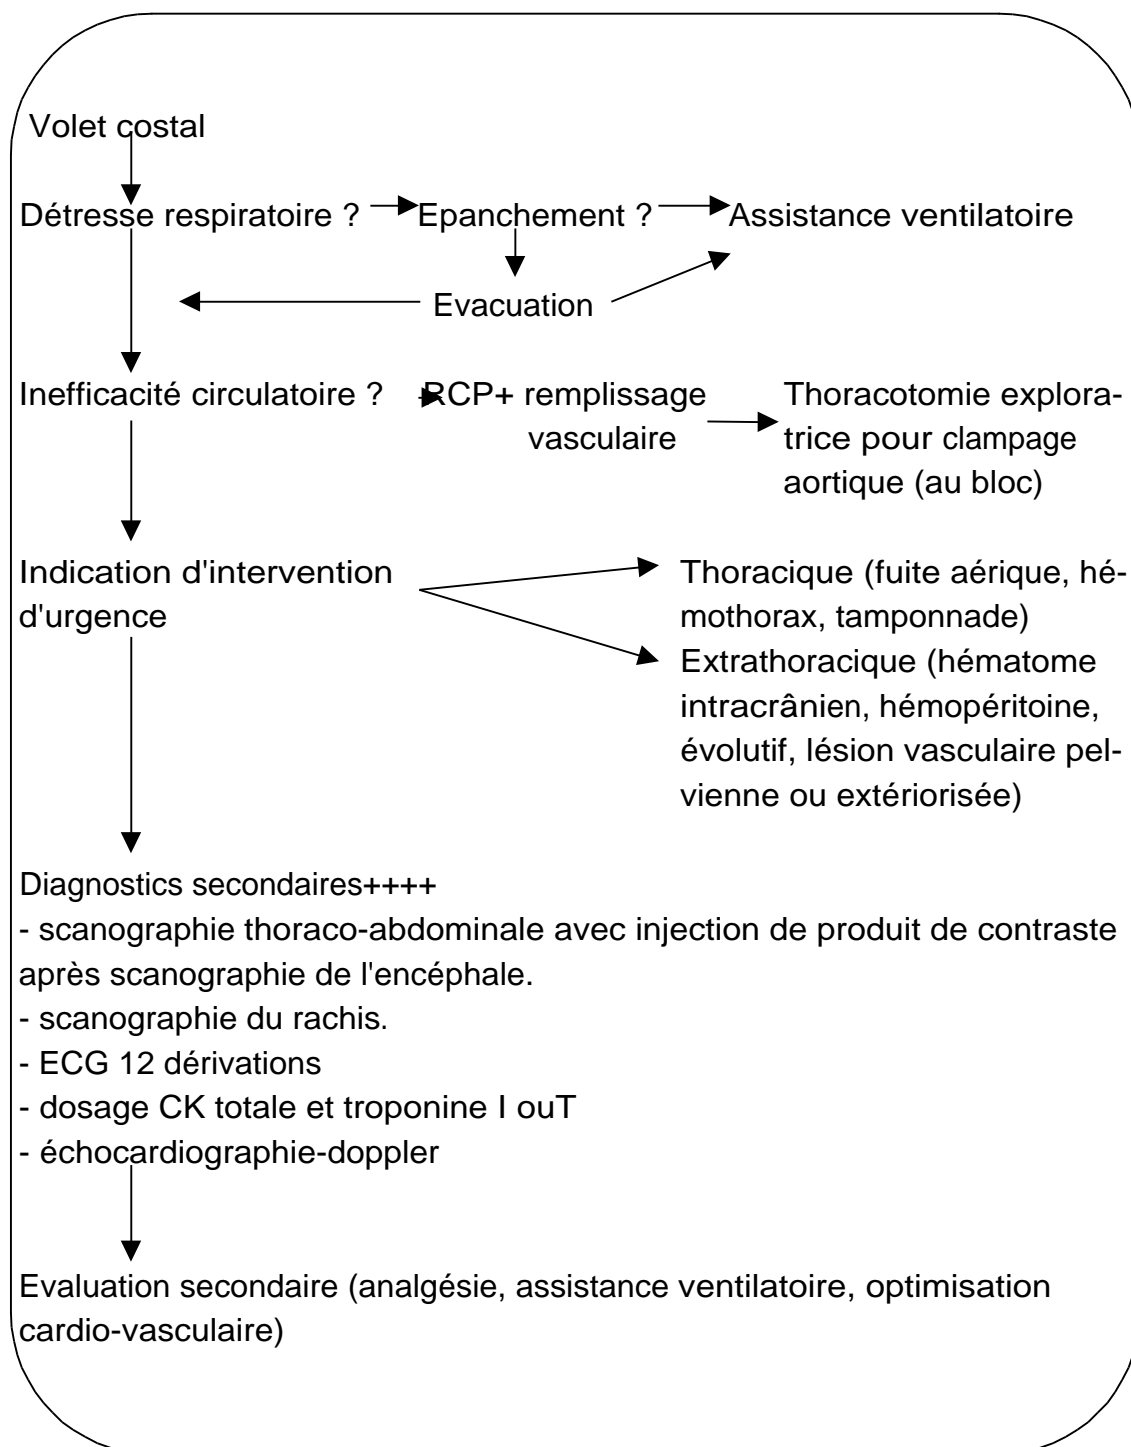 Volet costal
Détresse respiratoire ?
Epanchement ?
Assistance ventilatoire
Evacuation
Inefficacité circulatoire ?
RCP+ remplissage
vasculaire
Thoracotomie explora-
trice pour clampage
aortique (au bloc)
Indication d'intervention
d'urgence
Thoracique (fuite aérique, hé-
mothorax, tamponnade)
Extrathoracique (hématome
intracrânien, hémopéritoine,
évolutif, lésion vasculaire pel-
vienne ou extériorisée)
Diagnostics secondaires++++
- scanographie thoraco-abdominale avec injection de produit de contraste
après scanographie de l'encéphale.
- scanographie du rachis.
- ECG 12 dérivations
- dosage CK totale et troponine I ouT
- échocardiographie-doppler
Evaluation secondaire (analgésie, assistance ventilatoire, optimisation
cardio-vasculaire)